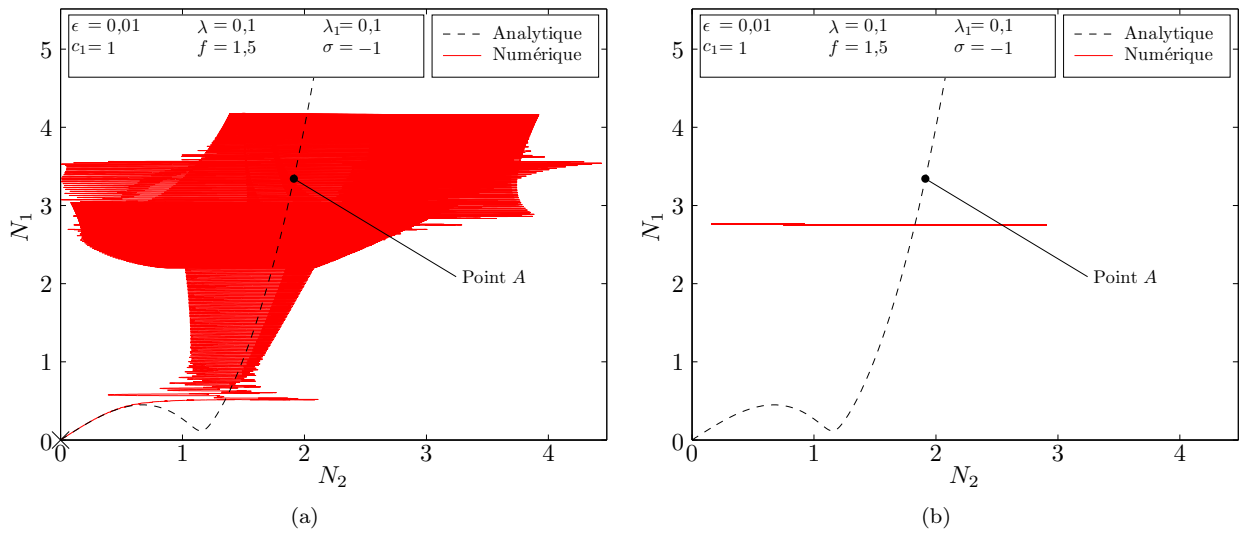 ϵ = 0,01 λ = 0,1 λ₁ = 0,1
c₁ = 1 f = 1,5 σ = −1
Analytique
Numérique
5
4
3
2
1
0
N₁
Point A
0 1 2 3 4
N₂
(a)
ϵ = 0,01 λ = 0,1 λ₁ = 0,1
c₁ = 1 f = 1,5 σ = −1
Analytique
Numérique
5
4
3
2
1
0
N₁
Point A
0 1 2 3 4
N₂
(b)